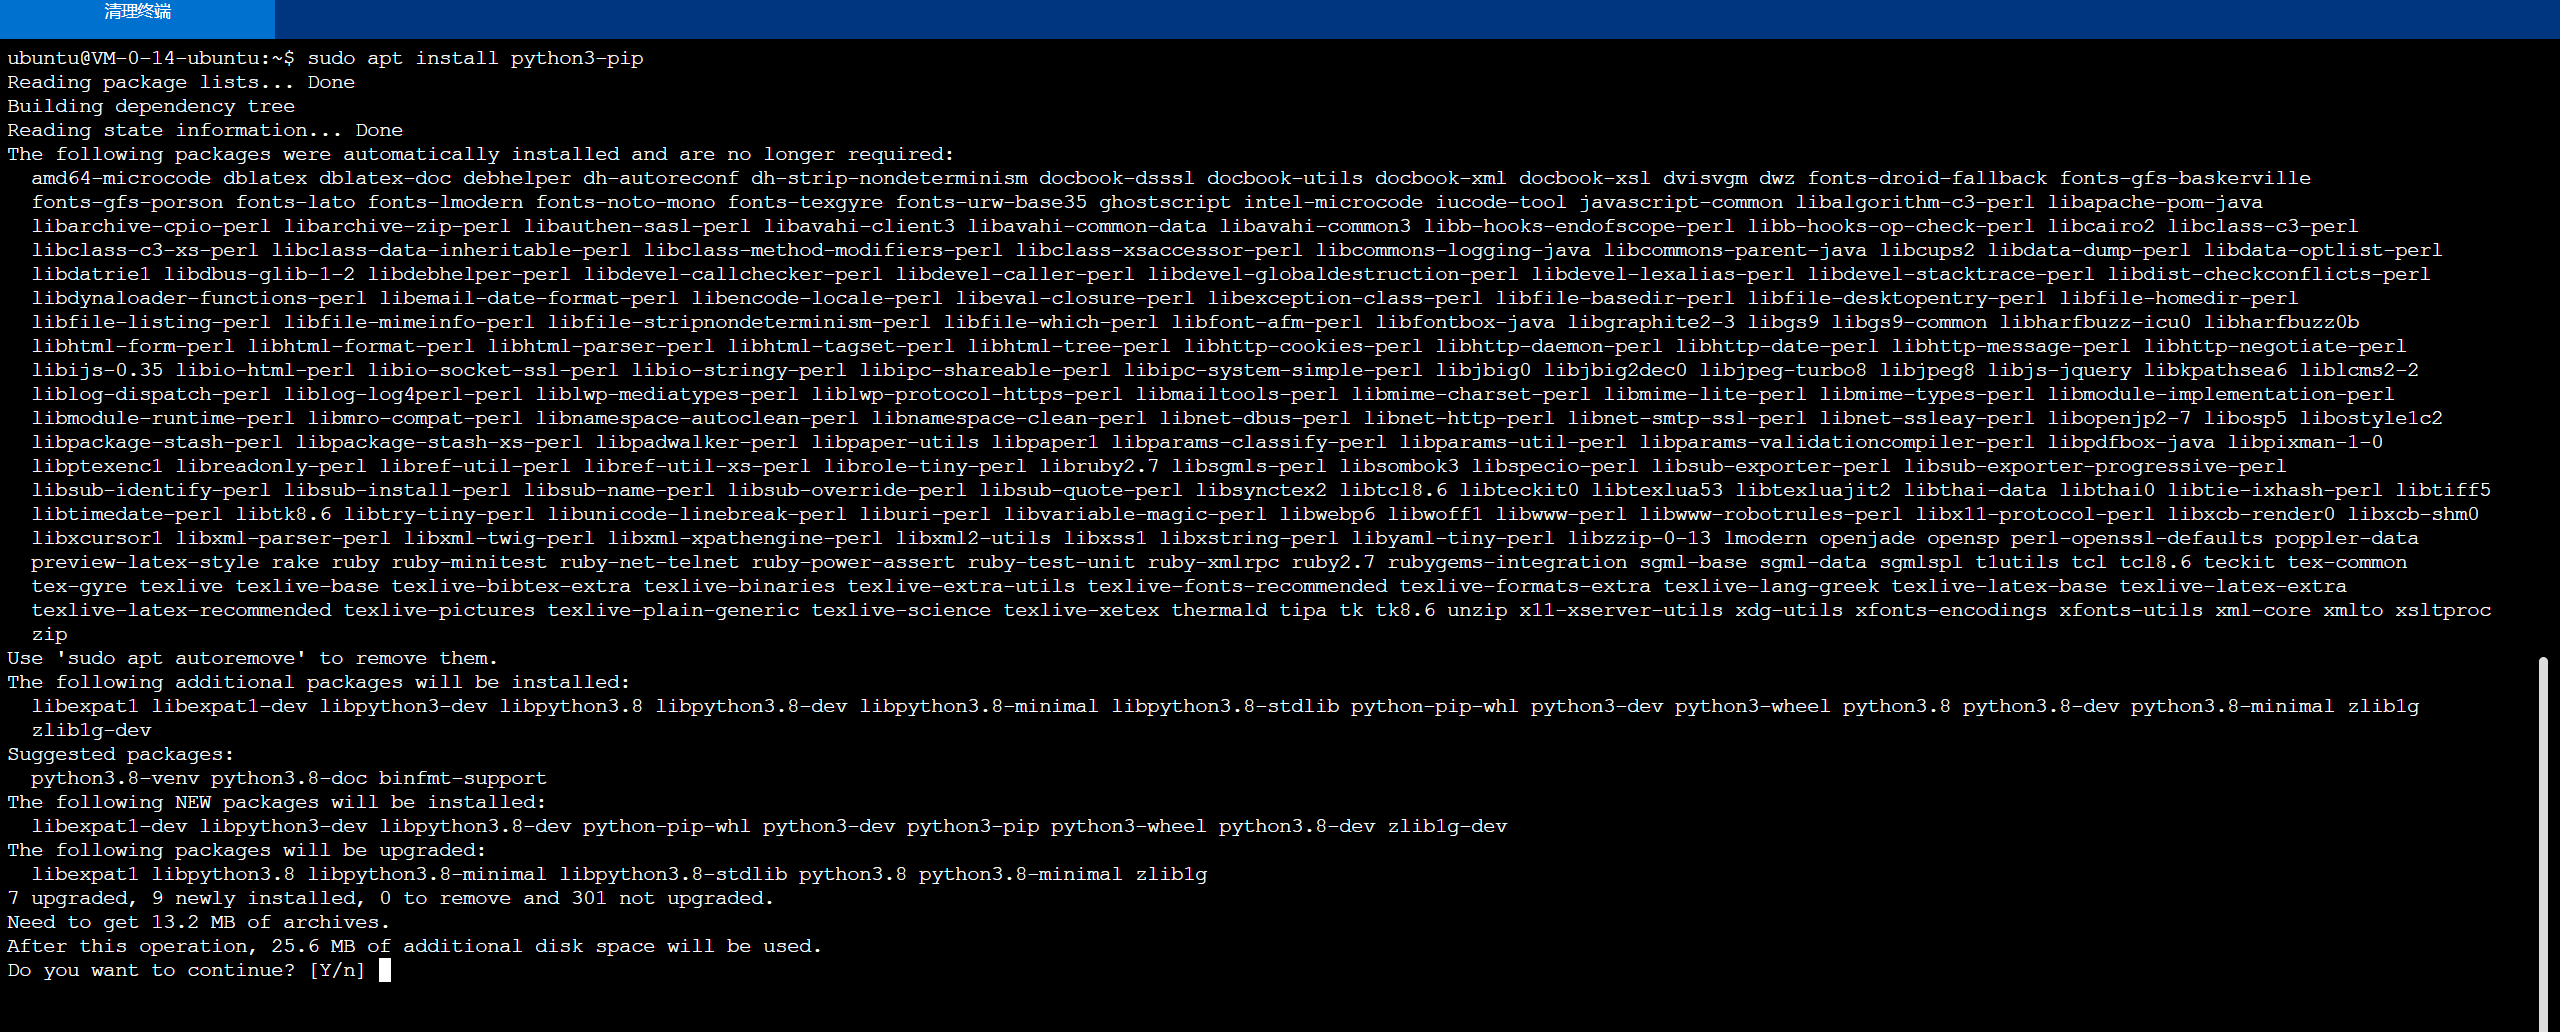 清理终端
ubuntu@VM-0-14-ubuntu:~$ sudo apt install python3-pip
Reading package lists... Done
Building dependency tree
Reading state information... Done
The following packages were automatically installed and are no longer required:
amd64-microcode dblatex dblatex-doc debhelper dh-autoreconf dh-strip-nondeterminism docbook-dsssl docbook-utils docbook-xml docbook-xsl dvisvgm dwz fonts-droid-fallback fonts-gfs-baskerville
fonts-gfs-porson fonts-lato fonts-lmodern fonts-noto-mono fonts-texgyre fonts-urw-base35 ghostscript intel-microcode iucode-tool javascript-common libalgorithm-c3-perl libapache-pom-java
libarchive-cpio-perl libarchive-zip-perl libauthen-sasl-perl libavahi-client3 libavahi-common-data libavahi-common3 libb-hooks-endofscope-perl libb-hooks-op-check-perl libcairo2 libclass-c3-perl
libclass-c3-xs-perl libclass-data-inheritable-perl libclass-method-modifiers-perl libclass-xsaccessor-perl libcommons-logging-java libcommons-parent-java libcups2 libdata-dump-perl libdata-optlist-perl
libdatrie1 libdbus-glib-1-2 libdebhelper-perl libdevel-callchecker-perl libdevel-caller-perl libdevel-globaldestruction-perl libdevel-lexalias-perl libdevel-stacktrace-perl libdist-checkconflicts-perl
libdynaloader-functions-perl libemail-date-format-perl libencode-locale-perl libeval-closure-perl libexception-class-perl libfile-basedir-perl libfile-desktopentry-perl libfile-homedir-perl
libfile-listing-perl libfile-mimeinfo-perl libfile-stripnondeterminism-perl libfile-which-perl libfont-afm-perl libfontbox-java libgraphite2-3 libgs9 libgs9-common libharfbuzz-icu0 libharfbuzz0b
libhtml-form-perl libhtml-format-perl libhtml-parser-perl libhtml-tagset-perl libhtml-tree-perl libhttp-cookies-perl libhttp-daemon-perl libhttp-date-perl libhttp-message-perl libhttp-negotiate-perl
libijs-0.35 libio-html-perl libio-socket-ssl-perl libio-stringy-perl libipc-shareable-perl libipc-system-simple-perl libjbig0 libjbig2dec0 libjpeg-turbo8 libjpeg8 libjs-jquery libkpathsea6 liblcms2-2
liblog-dispatch-perl liblog-log4perl-perl liblwp-mediatypes-perl liblwp-protocol-https-perl libmailtools-perl libmime-charset-perl libmime-lite-perl libmime-types-perl libmodule-implementation-perl
libmodule-runtime-perl libmro-compat-perl libnamespace-autoclean-perl libnamespace-clean-perl libnet-dbus-perl libnet-http-perl libnet-smtp-ssl-perl libnet-ssleay-perl libopenjp2-7 libosp5 libostyle1c2
libpackage-stash-perl libpackage-stash-xs-perl libpadwalker-perl libpaper-utils libpaper1 libparams-classify-perl libparams-util-perl libparams-validationcompiler-perl libpdfbox-java libpixman-1-0
libptexenc1 libreadonly-perl libref-util-perl libref-util-xs-perl librole-tiny-perl libruby2.7 libsgmls-perl libsombok3 libspecio-perl libsub-exporter-perl libsub-exporter-progressive-perl
libsub-identify-perl libsub-install-perl libsub-name-perl libsub-override-perl libsub-quote-perl libsynctex2 libtcl8.6 libteckit0 libtexlua53 libtexluajit2 libthai-data libthai0 libtie-ixhash-perl libtiff5
libtimedate-perl libtk8.6 libtry-tiny-perl libunicode-linebreak-perl liburi-perl libvariable-magic-perl libwebp6 libwoff1 libwww-perl libwww-robotrules-perl libx11-protocol-perl libxcb-render0 libxcb-shm0
libxcursor1 libxml-parser-perl libxml-twig-perl libxml-xpathengine-perl libxml2-utils libxss1 libxstring-perl libyaml-tiny-perl libzzip-0-13 lmodern openjade opensp perl-openssl-defaults poppler-data
preview-latex-style rake ruby ruby-minitest ruby-net-telnet ruby-power-assert ruby-test-unit ruby-xmlrpc ruby2.7 rubygems-integration sgml-base sgml-data sgmlspl t1utils tcl tcl8.6 teckit tex-common
tex-gyre texlive texlive-base texlive-bibtex-extra texlive-binaries texlive-extra-utils texlive-fonts-recommended texlive-formats-extra texlive-lang-greek texlive-latex-base texlive-latex-extra
texlive-latex-recommended texlive-pictures texlive-plain-generic texlive-science texlive-xetex thermald tipa tk tk8.6 unzip x11-xserver-utils xdg-utils xfonts-encodings xfonts-utils xml-core xmlto xsltproc
zip
Use 'sudo apt autoremove' to remove them.
The following additional packages will be installed:
libexpat1 libexpat1-dev libpython3-dev libpython3.8 libpython3.8-dev libpython3.8-minimal libpython3.8-stdlib python-pip-whl python3-dev python3-wheel python3.8 python3.8-dev python3.8-minimal zlib1g
zlib1g-dev
Suggested packages:
python3.8-venv python3.8-doc binfmt-support
The following NEW packages will be installed:
libexpat1-dev libpython3-dev libpython3.8-dev python-pip-whl python3-dev python3-pip python3-wheel python3.8-dev zlib1g-dev
The following packages will be upgraded:
libexpat1 libpython3.8 libpython3.8-minimal libpython3.8-stdlib python3.8 python3.8-minimal zlib1g
7 upgraded, 9 newly installed, 0 to remove and 301 not upgraded.
Need to get 13.2 MB of archives.
After this operation, 25.6 MB of additional disk space will be used.
Do you want to continue? [Y/n]